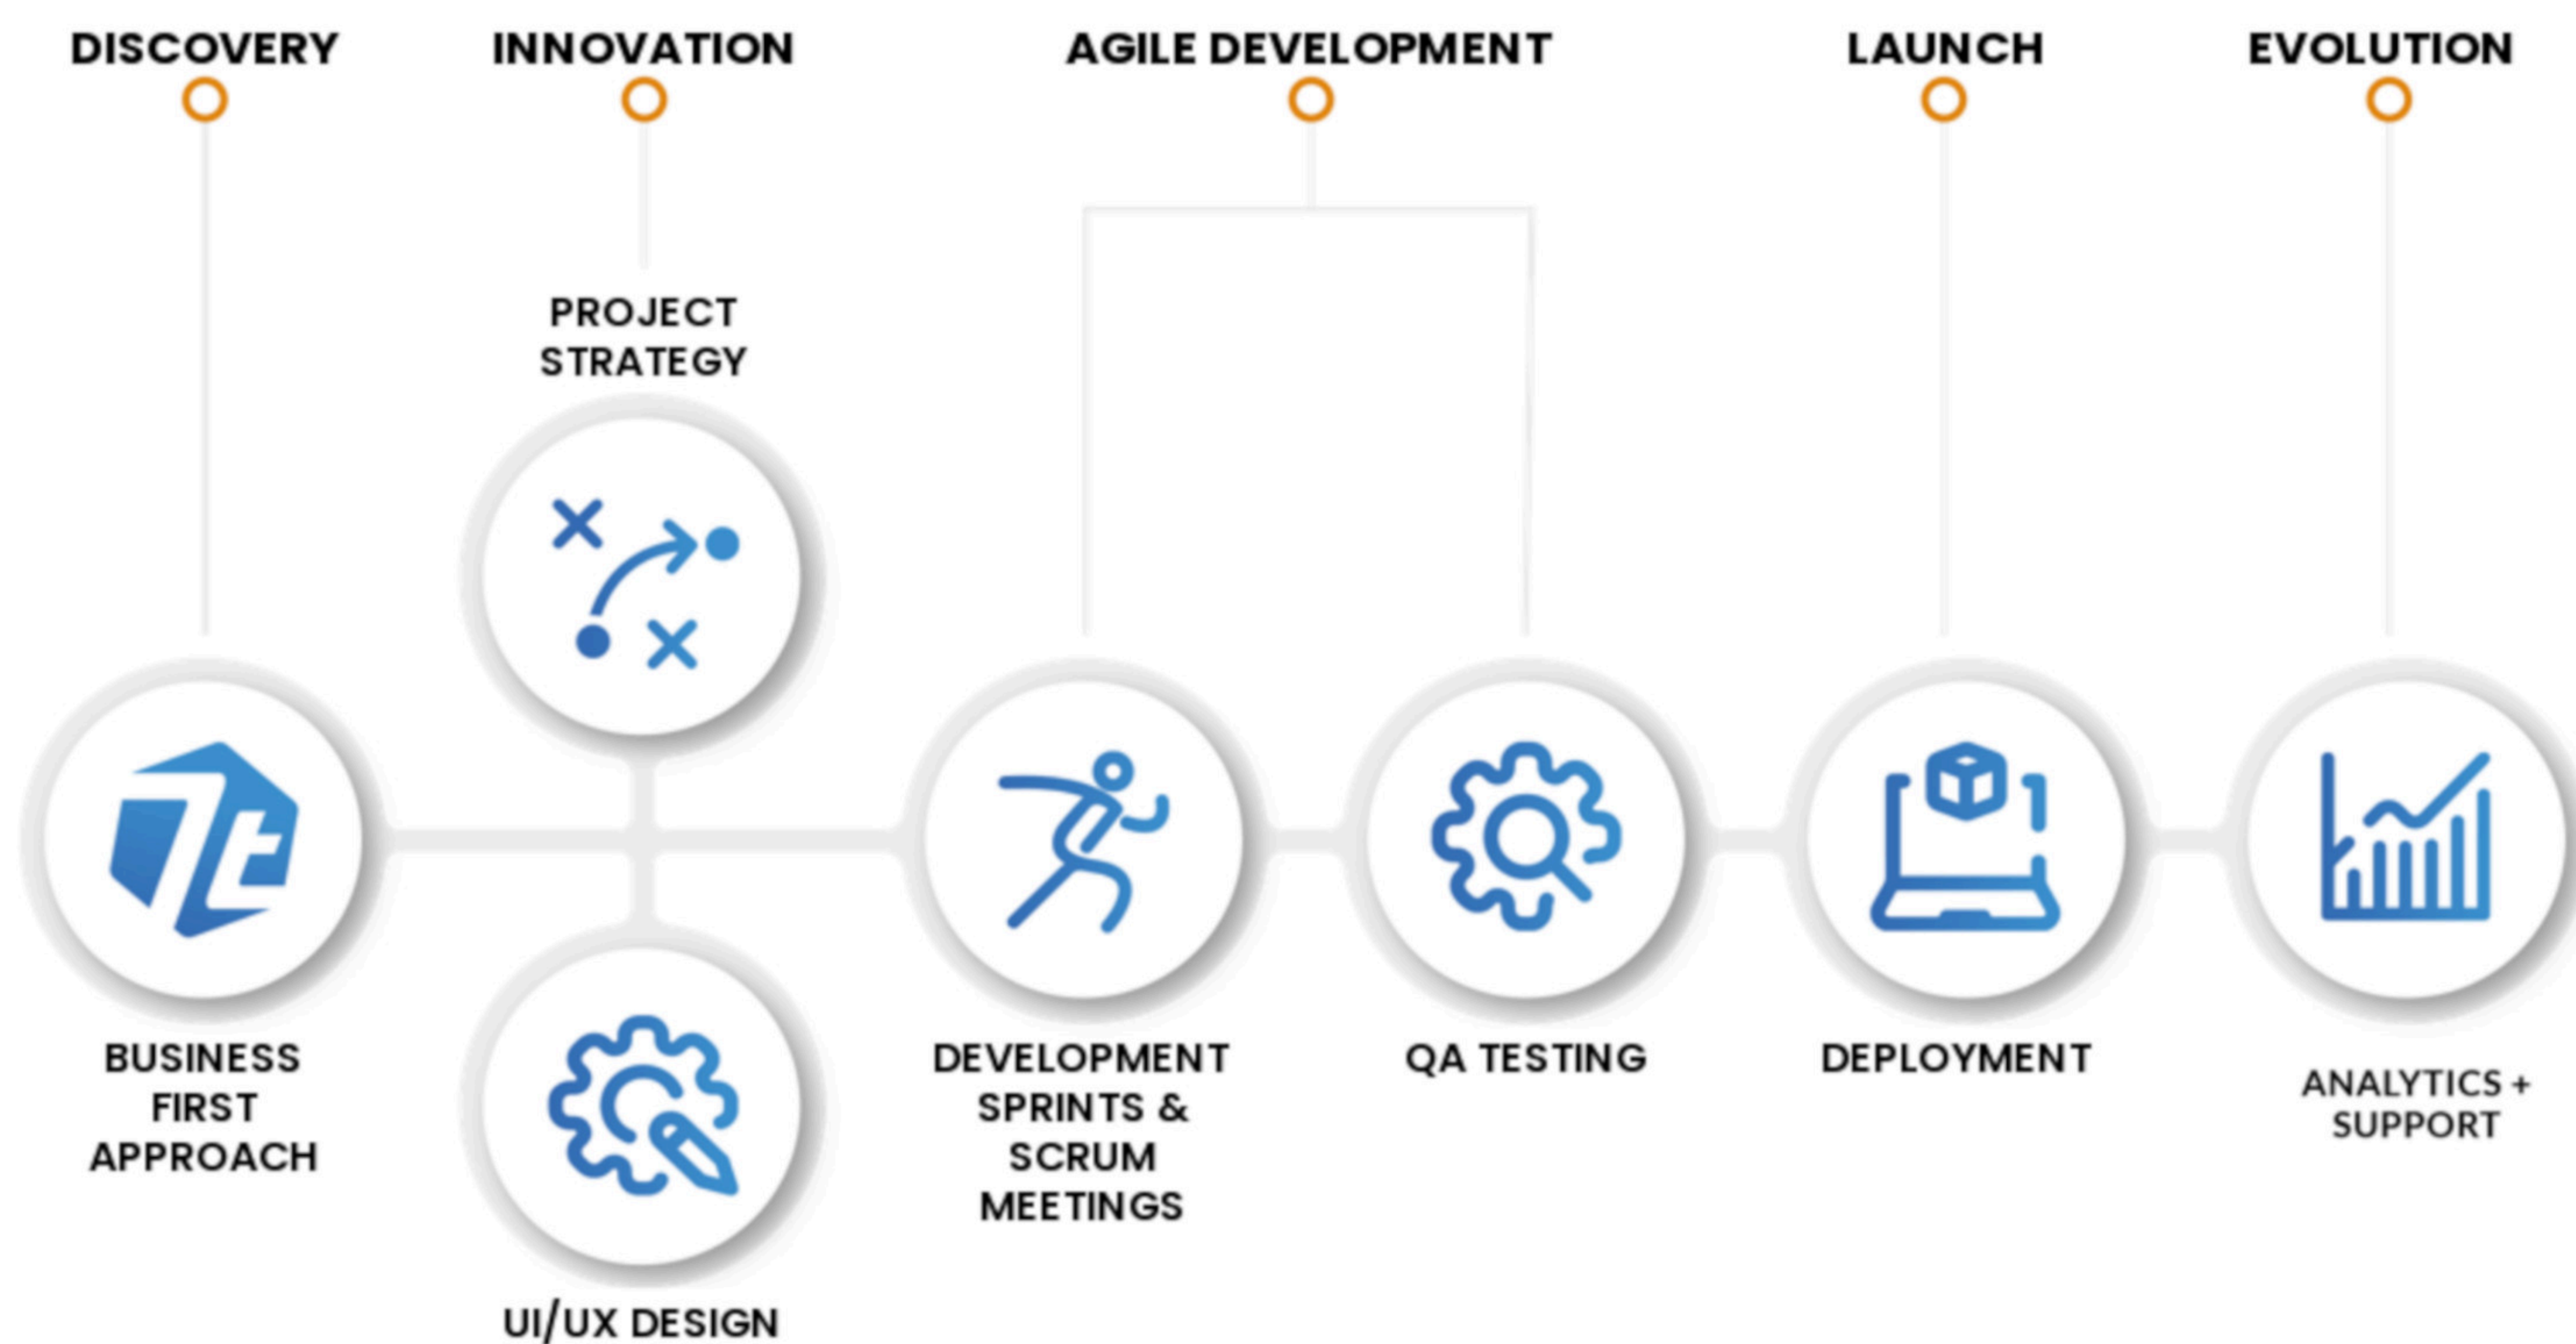 DISCOVERY
INNOVATION
AGILE DEVELOPMENT
LAUNCH
EVOLUTION
PROJECT
STRATEGY
BUSINESS
FIRST
APPROACH
UI/UX DESIGN
DEVELOPMENT
SPRINTS &
SCRUM
MEETINGS
QA TESTING
DEPLOYMENT
ANALYTICS +
SUPPORT